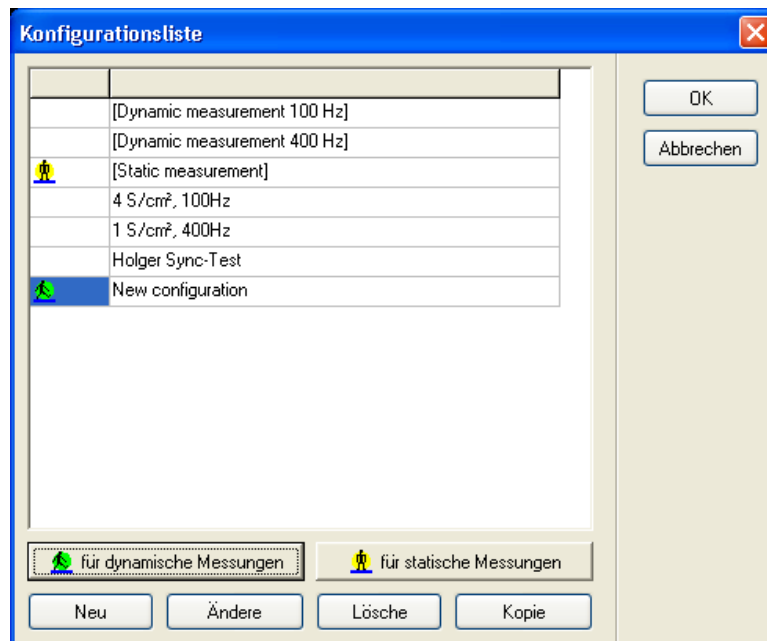 Konfigurationsliste
[Dynamic measurement 100 Hz]
[Dynamic measurement 400 Hz]
[Static measurement]
4 S/cm², 100Hz
1 S/cm², 400Hz
Holger Sync-Test
New configuration
OK
Abbrechen
für dynamische Messungen
für statische Messungen
Neu
Ändere
Lösche
Kopie